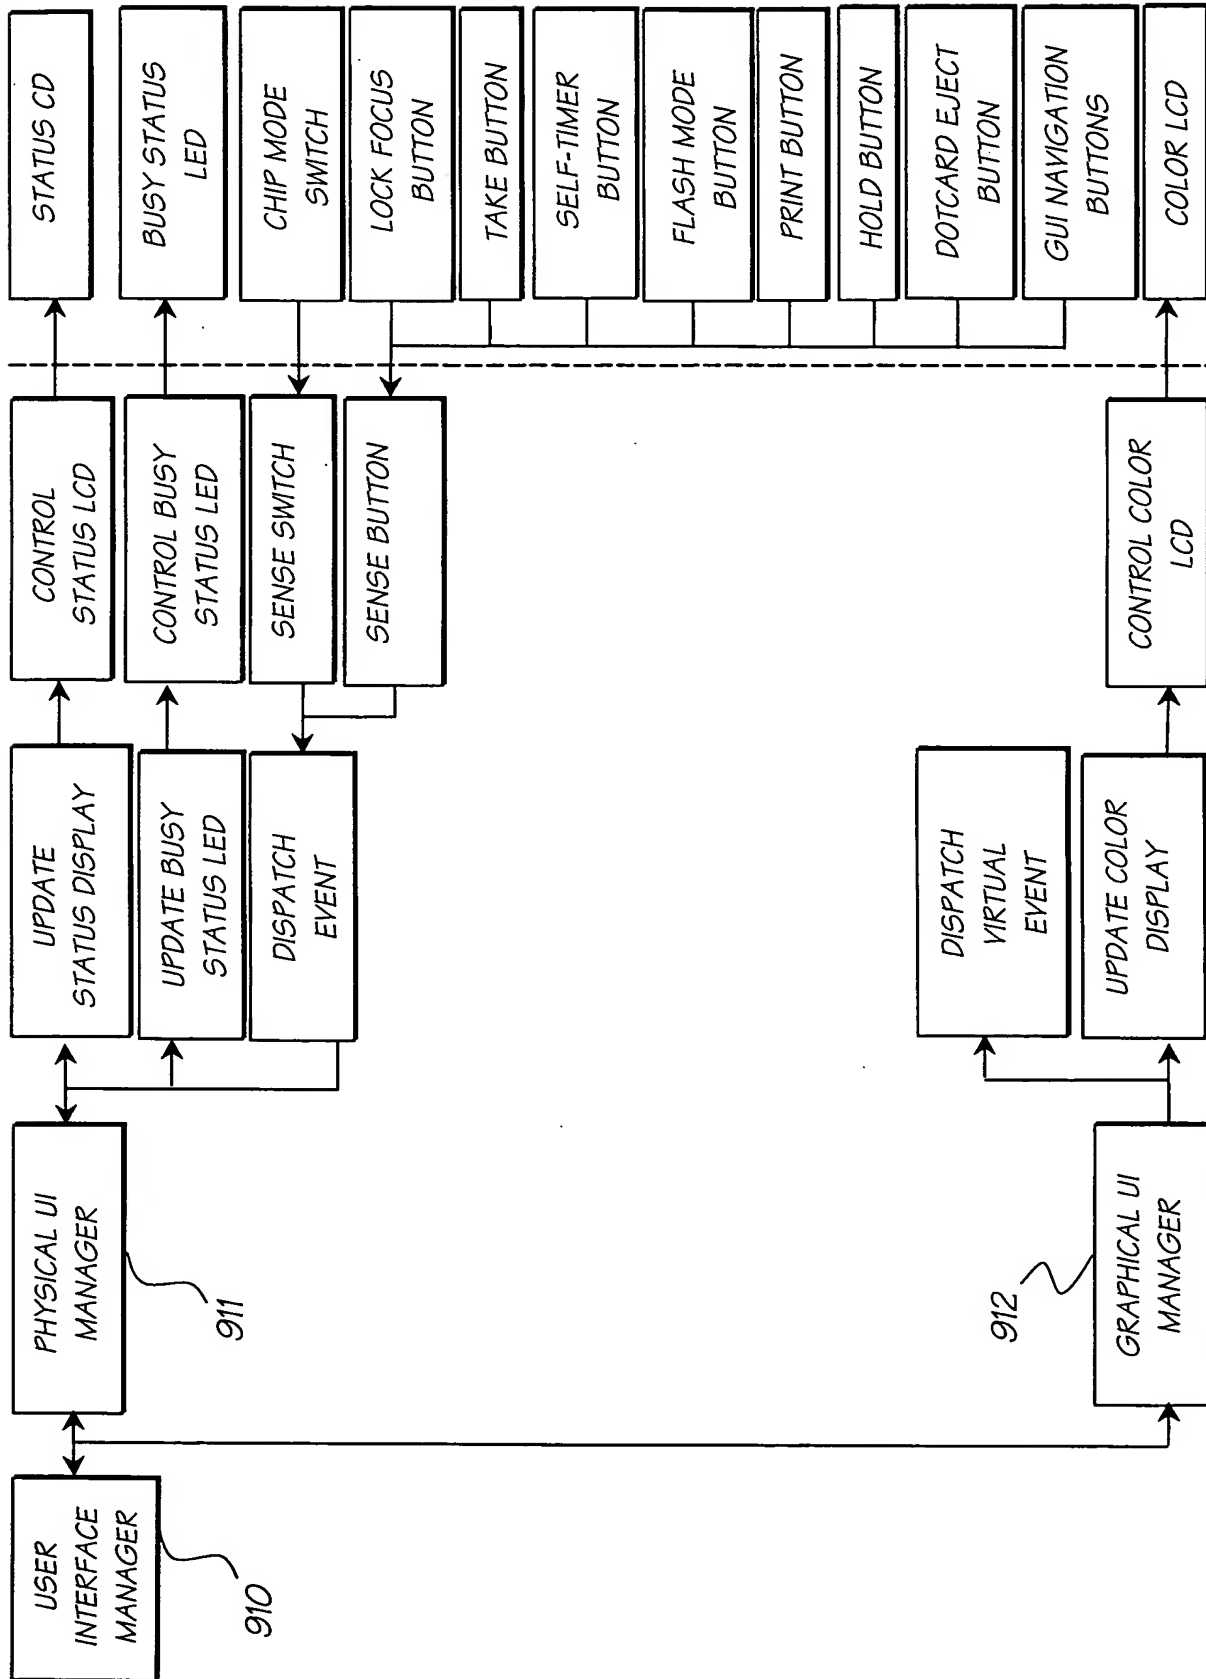 USER
INTERFACE
MANAGER
910
PHYSICAL UI
MANAGER
911
GRAPHICAL UI
MANAGER
912
UPDATE
STATUS DISPLAY
UPDATE BUSY
STATUS LED
DISPATCH
EVENT
DISPATCH
VIRTUAL
EVENT
UPDATE COLOR
DISPLAY
CONTROL
STATUS LCD
CONTROL BUSY
STATUS LED
SENSE SWITCH
SENSE BUTTON
CONTROL COLOR
LCD
STATUS CD
BUSY STATUS
LED
CHIP MODE
SWITCH
LOCK FOCUS
BUTTON
TAKE BUTTON
SELF-TIMER
BUTTON
FLASH MODE
BUTTON
PRINT BUTTON
HOLD BUTTON
DOTCARD EJECT
BUTTON
GUI NAVIGATION
BUTTONS
COLOR LCD